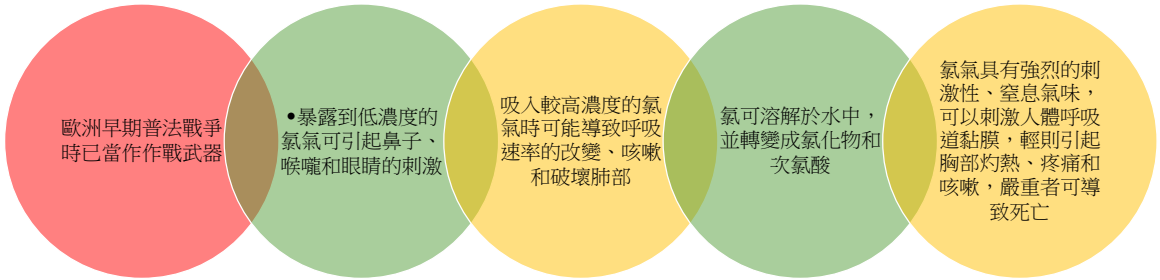 歐洲早期普法戰爭
時已當作作戰武器
•暴露到低濃度的
氯氣可引起鼻子、
喉嚨和眼睛的刺激
吸入較高濃度的氯
氣時可能導致呼吸
速率的改變、咳嗽
和破壞肺部
氯可溶解於水中，
並轉變成氯化物和
次氯酸
氯氣具有強烈的刺
激性、窒息氣味，
可以刺激人體呼吸
道黏膜，輕則引起
胸部灼熱、疼痛和
咳嗽，嚴重者可導
致死亡